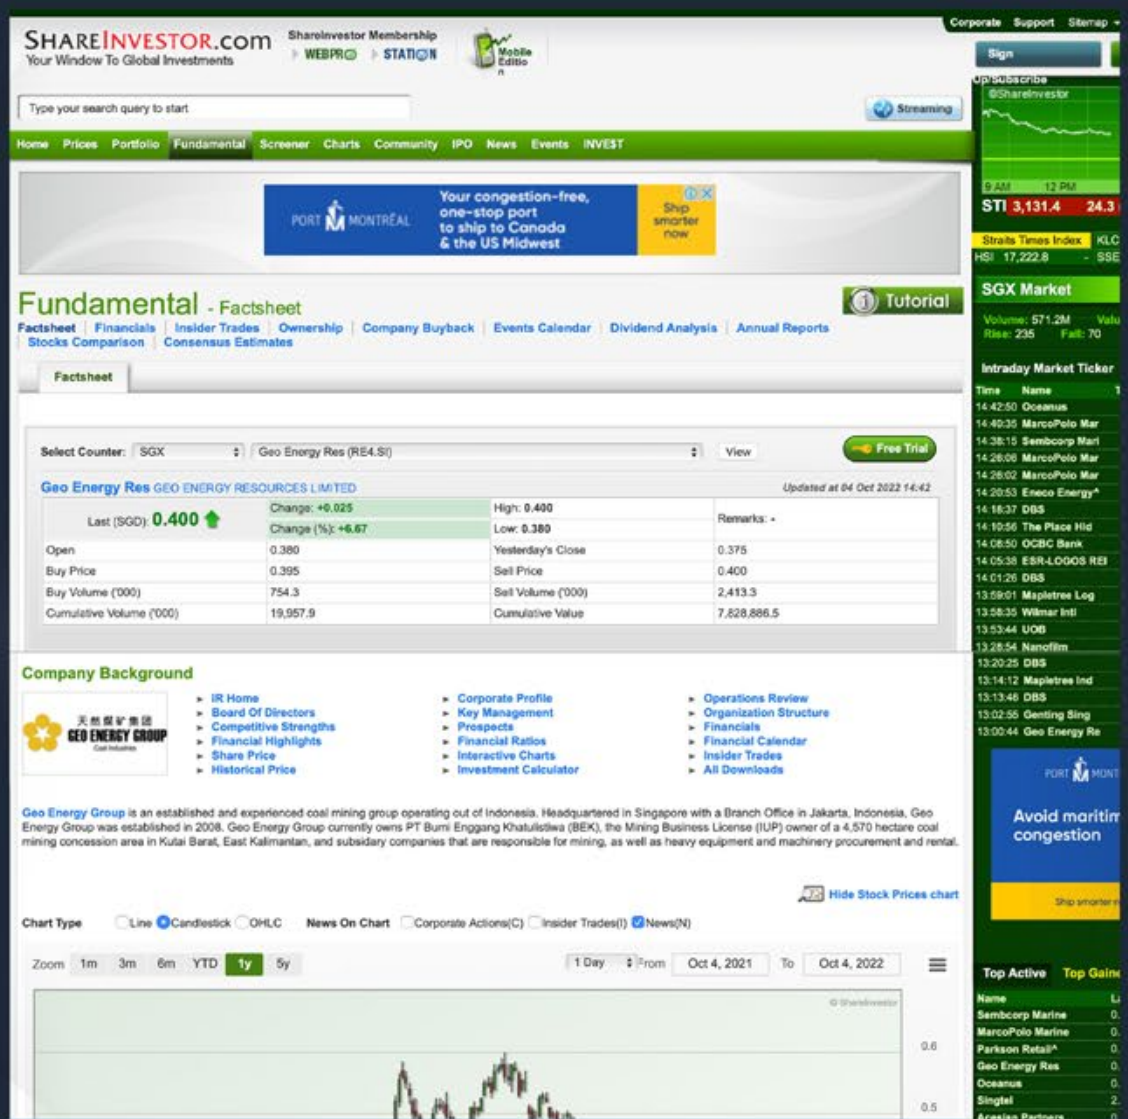 Corporate Support Sitemap
SHAREINVESTOR.com
Your Window To Global Investments
ShareInvestor Membership
WEBPRO STATION
Mobile
Editio
n
Sign
Up/Subscribe
Type your search query to start
Streaming
©ShareInvestor
9 AM 12 PM
STI 3,131.4 24.3
Home Prices Portfolio Fundamental Screener Charts Community IPO News Events INVEST
PORT MONTRÉAL
Your congestion-free,
one-stop port
to ship to Canada
& the US Midwest
Ship
smarter
now
Straits Times Index KLC
HSI 17,222.8 - SSE
Fundamental - Factsheet
Tutorial
Factsheet Financials Insider Trades Ownership Company Buyback Events Calendar Dividend Analysis Annual Reports
Stocks Comparison Consensus Estimates
Factsheet
SGX Market
Volume: 571.2M Valu
Rise: 235 Fall: 70
Intraday Market Ticker
Time Name T
14:42:50 Oceanus
14:40:35 MarcoPolo Mar
14:38:15 Sembcorp Mari
14:26:06 MarcoPolo Mar
14:26:02 MarcoPolo Mar
14:20:53 Eneco Energy^
14:18:37 DBS
14:10:56 The Place Hld
14:08:50 OCBC Bank
14:05:38 ESR-LOGOS REI
14:01:26 DBS
13:59:01 Mapletree Log
13:58:35 Wilmar Intl
13:53:44 UOB
13:28:54 Nanofilm
13:20:25 DBS
13:14:12 Mapletree Ind
13:13:46 DBS
13:02:55 Genting Sing
13:00:44 Geo Energy Re
Select Counter: SGX Geo Energy Res (RE4.SI) View Free Trial
Geo Energy Res GEO ENERGY RESOURCES LIMITED Updated at 04 Oct 2022 14:42
Last (SGD): 0.400 Change: +0.025 High: 0.400 Remarks: -
Change (%): +6.67 Low: 0.380
Open 0.380 Yesterday's Close 0.375
Buy Price 0.395 Sell Price 0.400
Buy Volume ('000) 754.3 Sell Volume ('000) 2,413.3
Cumulative Volume ('000) 19,957.9 Cumulative Value 7,828,886.5
Company Background
天然煤矿集团
GEO ENERGY GROUP
Coal Industries
IR Home Corporate Profile Operations Review
Board Of Directors Key Management Organization Structure
Competitive Strengths Prospects Financials
Financial Highlights Financial Ratios Financial Calendar
Share Price Interactive Charts Insider Trades
Historical Price Investment Calculator All Downloads
Geo Energy Group is an established and experienced coal mining group operating out of Indonesia. Headquartered in Singapore with a Branch Office in Jakarta, Indonesia, Geo
Energy Group was established in 2008. Geo Energy Group currently owns PT Bumi Enggang Khatulistiwa (BEK), the Mining Business License (IUP) owner of a 4,570 hectare coal
mining concession area in Kutai Barat, East Kalimantan, and subsidary companies that are responsible for mining, as well as heavy equipment and machinery procurement and rental.
PORT MONT
Avoid maritim
congestion
Ship smarter
Hide Stock Prices chart
Chart Type Line Candlestick OHLC News On Chart Corporate Actions(C) Insider Trades(I) News(N)
Zoom 1m 3m 6m YTD 1y 5y 1 Day From Oct 4, 2021 To Oct 4, 2022
© ShareInvestor
0.6
0.5
Top Active Top Gaine
Name
Sembcorp Marine 0.
MarcoPolo Marine 0.
Parkson Retail^ 0.
Geo Energy Res 0.
Oceanus 0.
Singtel 2.
Acesian Partners 0.